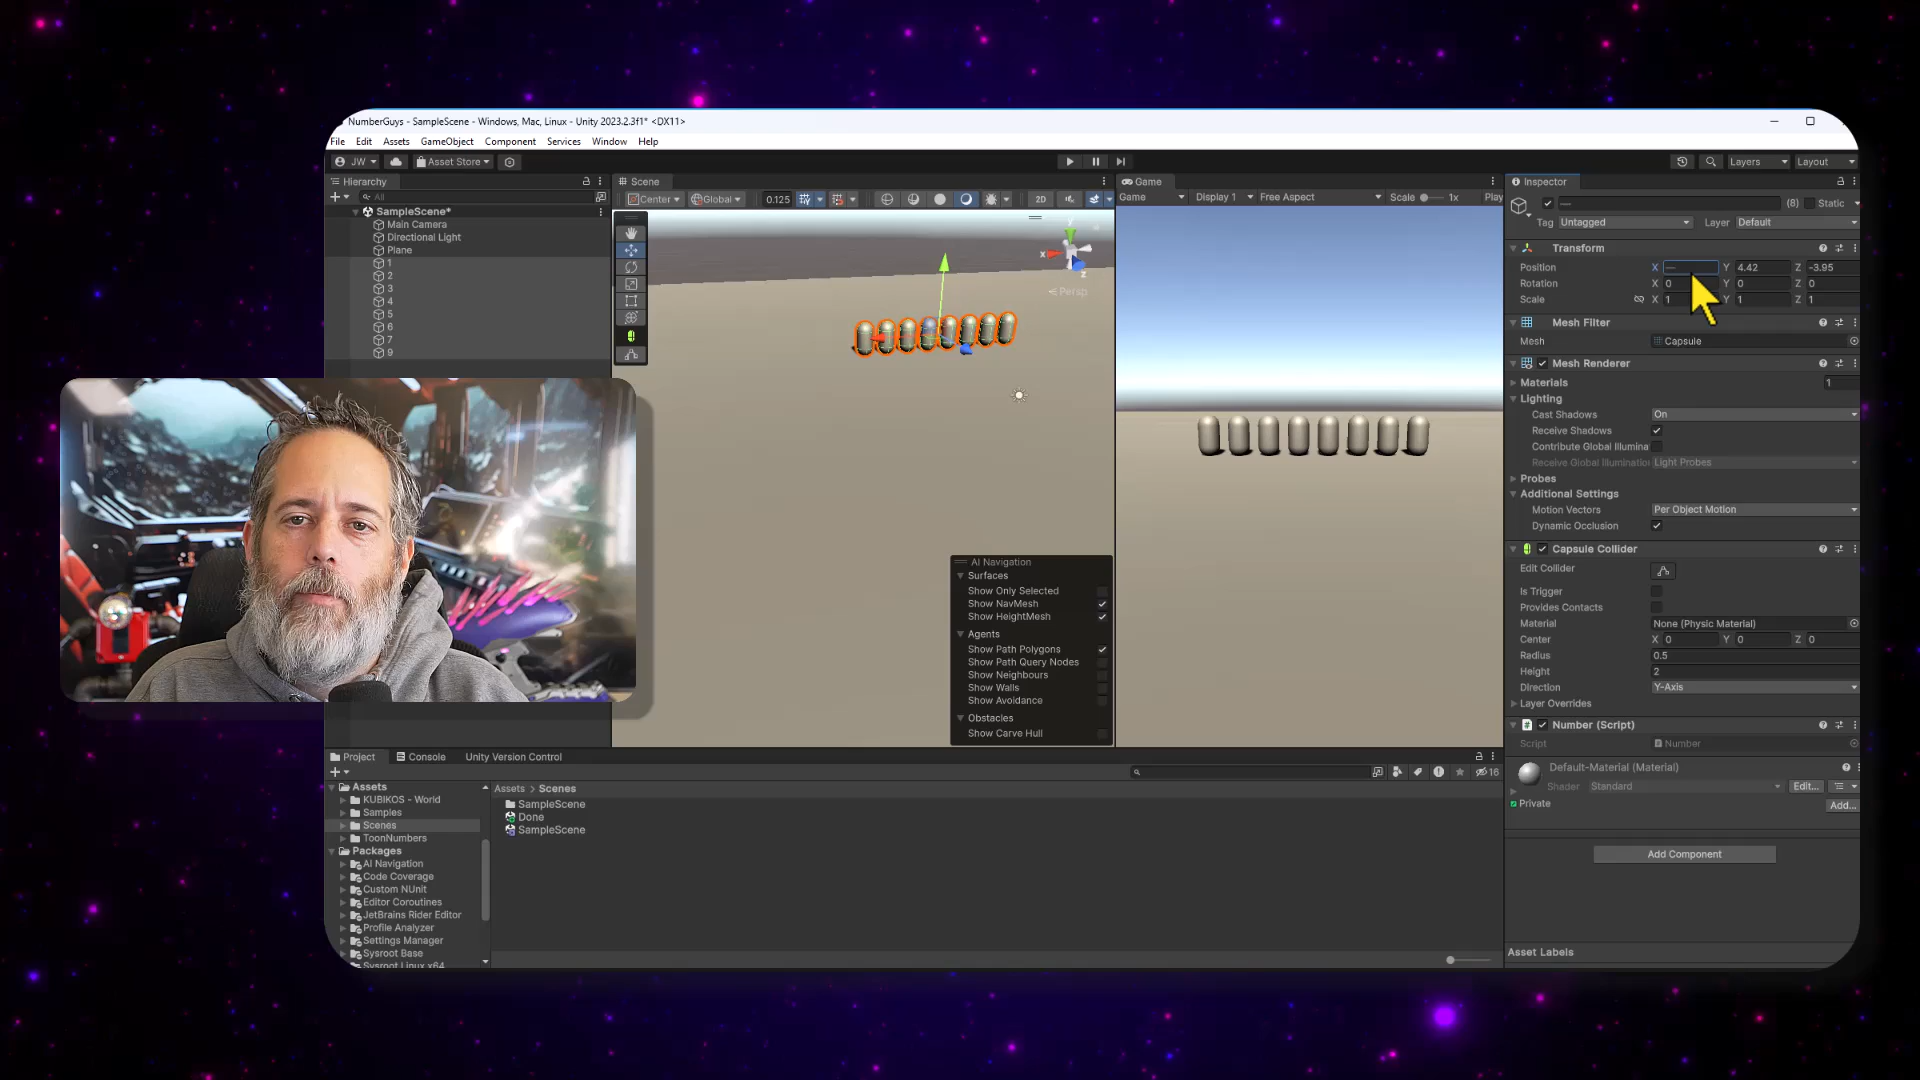 NumberGuys - SampleScene - Windows, Mac, Linux - Unity 2023.2.3f1* <DX11>
File Edit Assets GameObject Component Services Window Help
JW Asset Store Layers Layout
Hierarchy
All
SampleScene*
Main Camera
Directional Light
Plane
1
2
3
4
5
6
7
9
Scene
Center Global 0.125 2D
y
x
z
Persp
AI Navigation
Surfaces
Show Only Selected
Show NavMesh
Show HeightMesh
Agents
Show Path Polygons
Show Path Query Nodes
Show Neighbours
Show Walls
Show Avoidance
Obstacles
Show Carve Hull
Game
Game Display 1 Free Aspect Scale 1x Play
Inspector
— (8) Static
Tag Untagged Layer Default
Transform
Position X — Y 4.42 Z -3.95
Rotation X 0 Y 0 Z 0
Scale X 1 Y 1 Z 1
Mesh Filter
Mesh Capsule
Mesh Renderer
Materials 1
Lighting
Cast Shadows On
Receive Shadows
Contribute Global Illumina
Receive Global Illumination Light Probes
Probes
Additional Settings
Motion Vectors Per Object Motion
Dynamic Occlusion
Capsule Collider
Edit Collider
Is Trigger
Provides Contacts
Material None (Physic Material)
Center X 0 Y 0 Z 0
Radius 0.5
Height 2
Direction Y-Axis
Layer Overrides
Number (Script)
Script Number
Default-Material (Material)
Shader Standard Edit...
Private Add...
Add Component
Asset Labels
Project Console Unity Version Control
16
Assets
KUBIKOS - World
Samples
Scenes
ToonNumbers
Packages
AI Navigation
Code Coverage
Custom NUnit
Editor Coroutines
JetBrains Rider Editor
Profile Analyzer
Settings Manager
Sysroot Base
Sysroot Linux x64
Assets > Scenes
SampleScene
Done
SampleScene